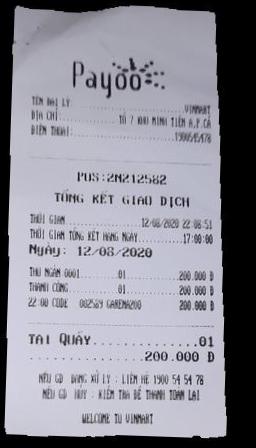 Payoo
TÊN ĐẠI LÝ:...VINMART
ĐỊA CHỈ:...TỔ 7 KHU MINH TIẾN A,P.CẨ
ĐIỆN THOẠI:...1900545478
POS:2N212582
TỔNG KẾT GIAO DỊCH
THỜI GIAN...12/08/2020 22:08:51
THỜI GIAN TỔNG KẾT HÀNG NGÀY...17:00:00
Ngày: 12/08/2020
THU NGÂN 0001...01...200.000 Đ
THÀNH CÔNG...01...200.000 Đ
22:00 CODE 002589 GARENA200 200.000 Đ
TẠI QUẦY...01
...200.000 Đ
NẾU GD ĐANG XỬ LÝ : LIÊN HỆ 1900 54 54 78
NẾU GD HỦY : KIỂM TRA ĐỂ THANH TOÁN LẠI
WELCOME TO VINMART